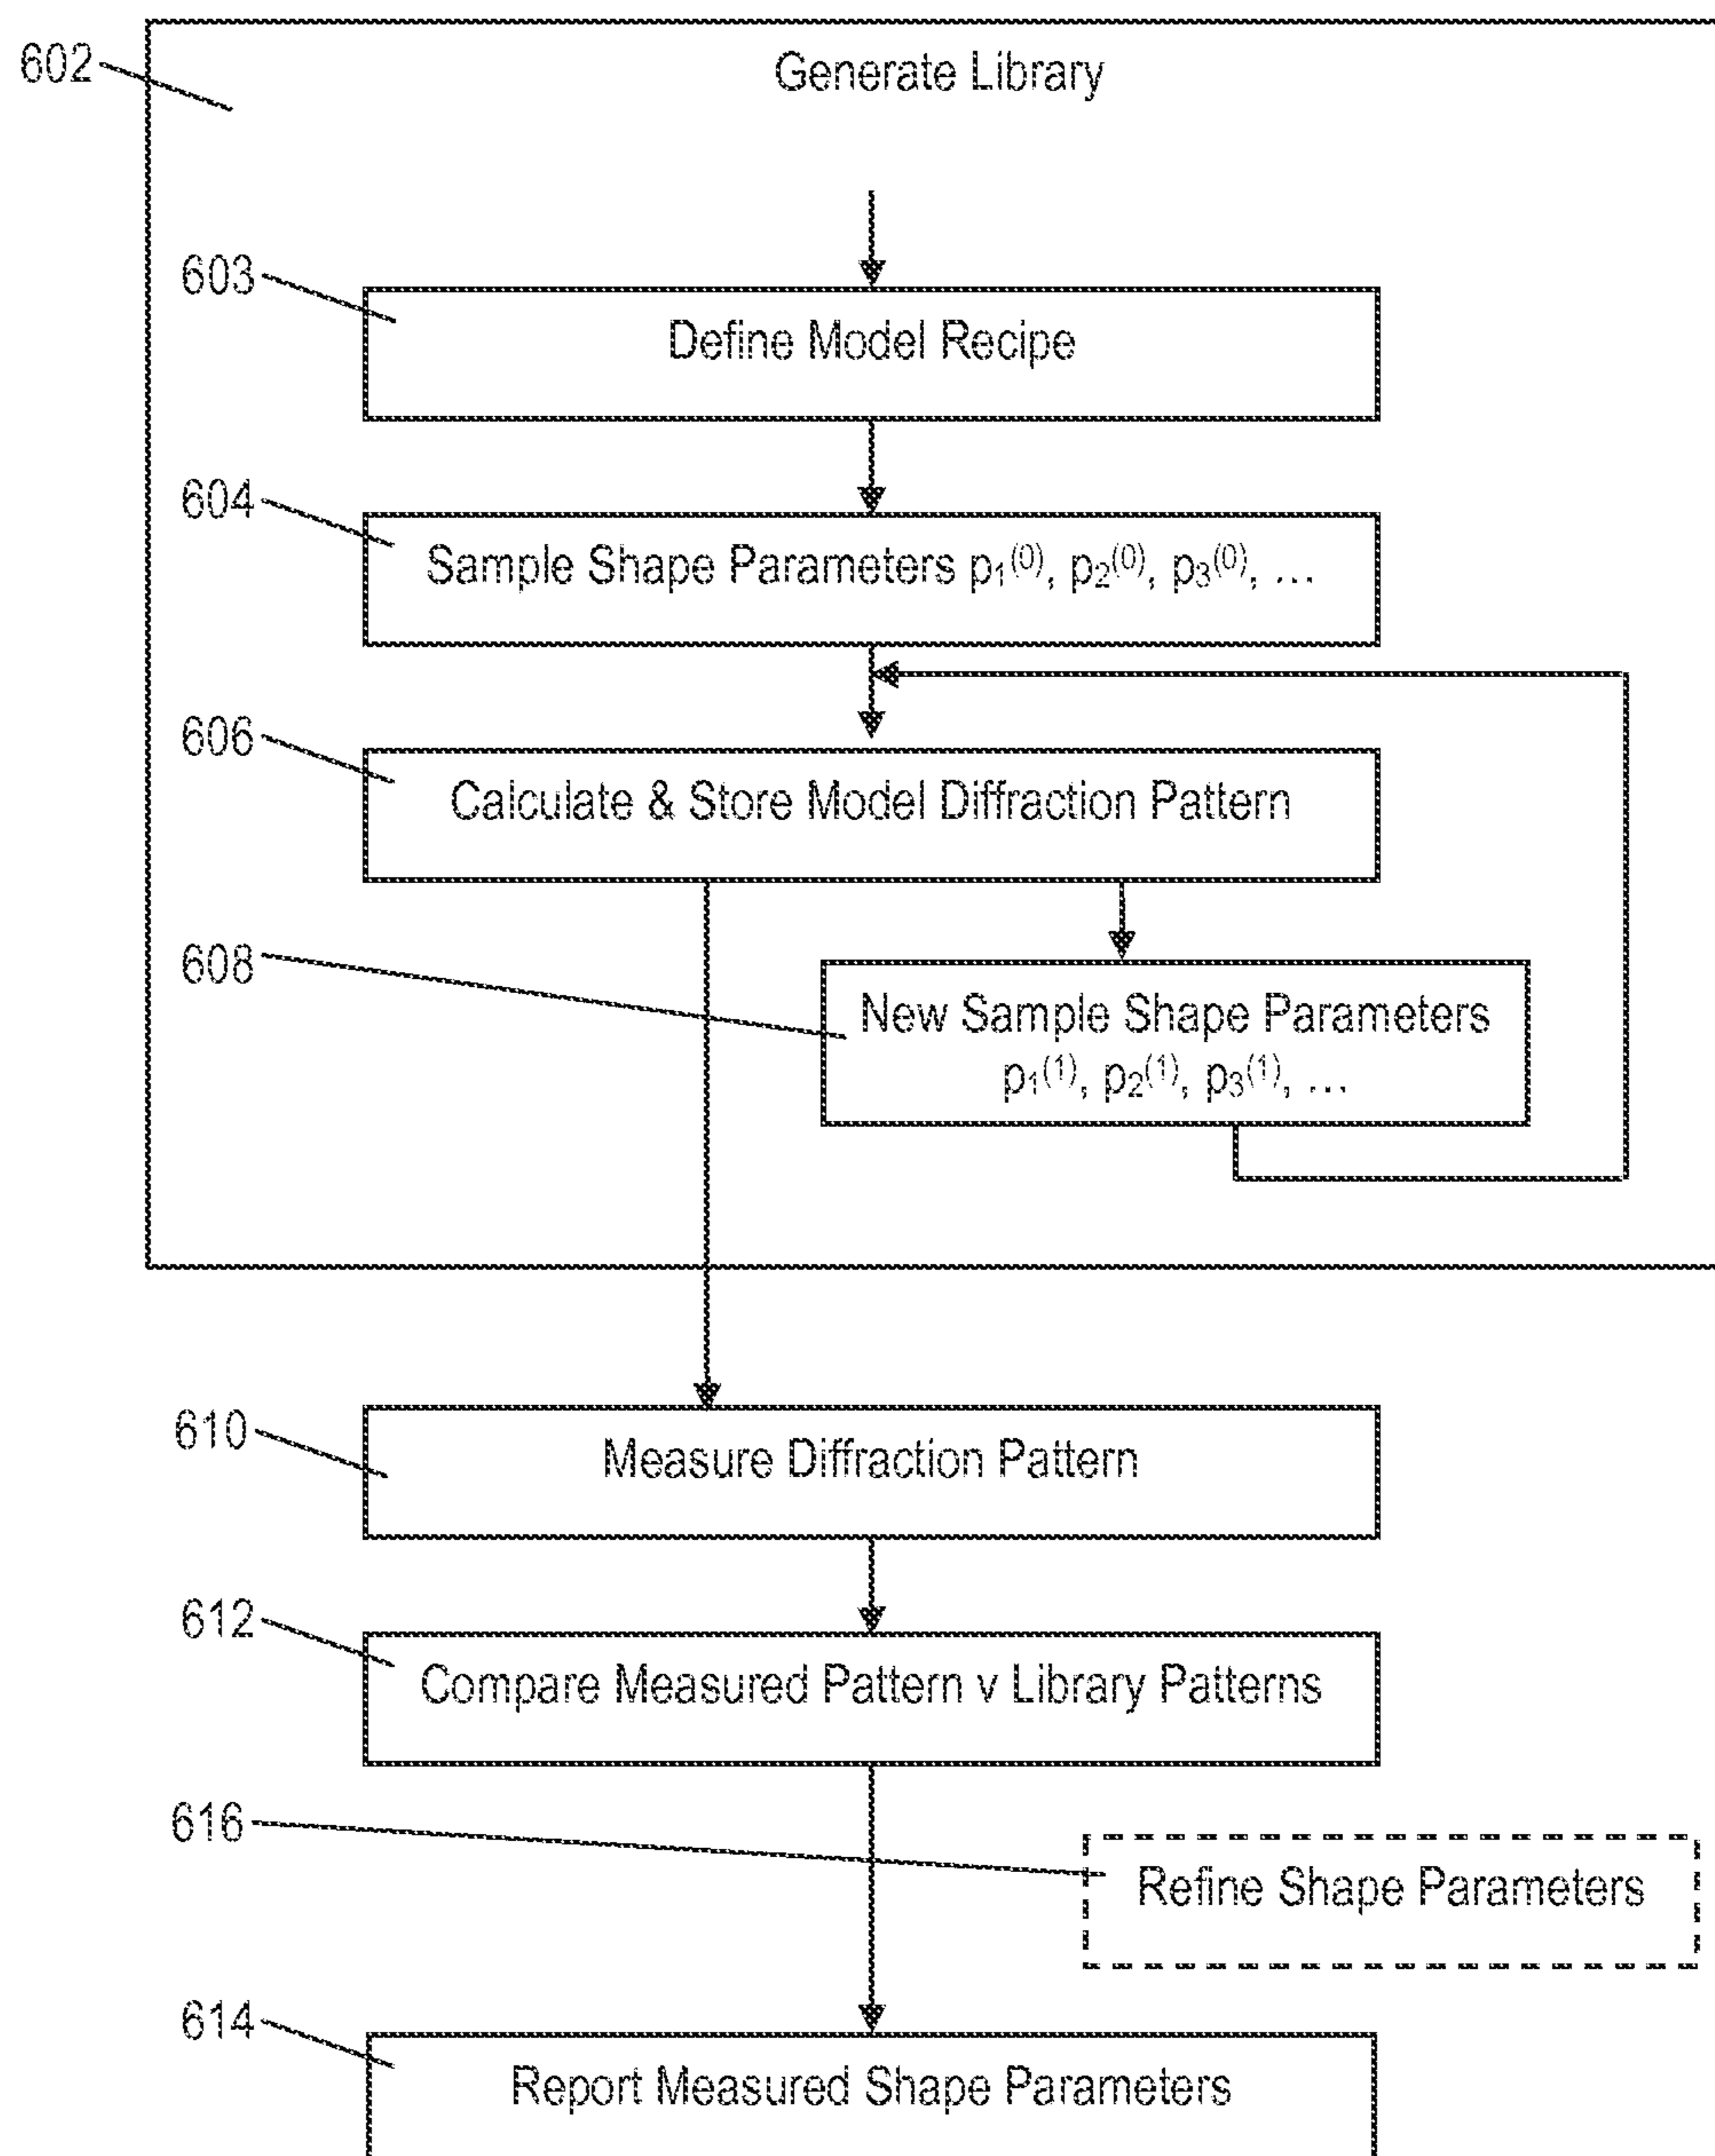 602
Generate Library
603
Define Model Recipe
604
Sample Shape Parameters p₁⁽⁰⁾, p₂⁽⁰⁾, p₃⁽⁰⁾, …
606
Calculate & Store Model Diffraction Pattern
608
New Sample Shape Parameters
p₁⁽¹⁾, p₂⁽¹⁾, p₃⁽¹⁾, …
610
Measure Diffraction Pattern
612
Compare Measured Pattern v Library Patterns
616
Refine Shape Parameters
614
Report Measured Shape Parameters